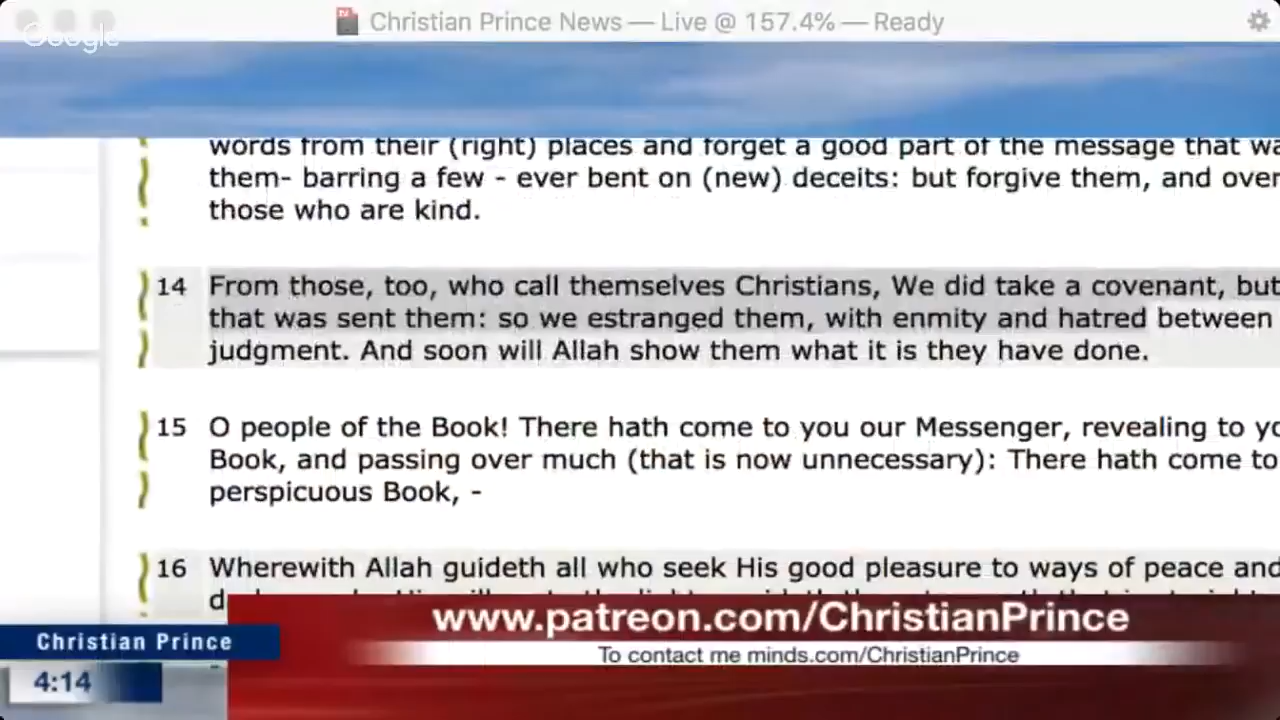 Google
Christian Prince News — Live @ 157.4% — Ready
words from their (right) places and forget a good part of the message that wa
them- barring a few - ever bent on (new) deceits: but forgive them, and over
those who are kind.
14 From those, too, who call themselves Christians, We did take a covenant, but
that was sent them: so we estranged them, with enmity and hatred between
judgment. And soon will Allah show them what it is they have done.
15 O people of the Book! There hath come to you our Messenger, revealing to yo
Book, and passing over much (that is now unnecessary): There hath come to
perspicuous Book, -
16 Wherewith Allah guideth all who seek His good pleasure to ways of peace and
www.patreon.com/ChristianPrince
Christian Prince
To contact me minds.com/ChristianPrince
4:14